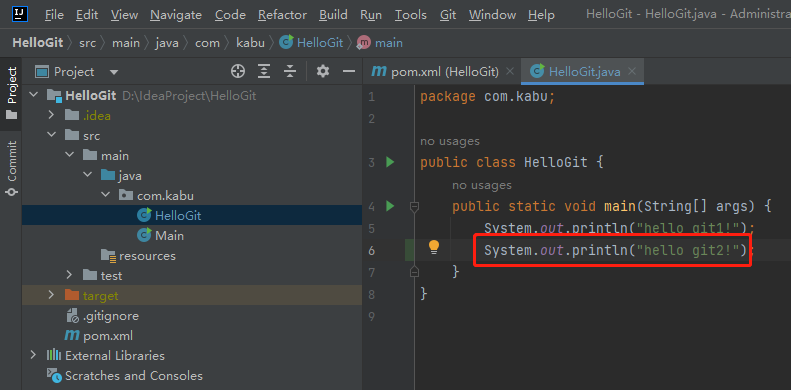 IJ File Edit View Navigate Code Refactor Build Run Tools Git Window Help HelloGit - HelloGit.java - Administra
HelloGit src main java com kabu HelloGit m main
Project
Commit
Project
HelloGit D:\IdeaProject\HelloGit
.idea
src
main
java
com.kabu
HelloGit
Main
resources
test
target
.gitignore
pom.xml
External Libraries
Scratches and Consoles
pom.xml (HelloGit) HelloGit.java
1 package com.kabu;
2
no usages
3 public class HelloGit {
no usages
4 public static void main(String[] args) {
5 System.out.println("hello git1!");
6 System.out.println("hello git2!");
7 }
8 }
9